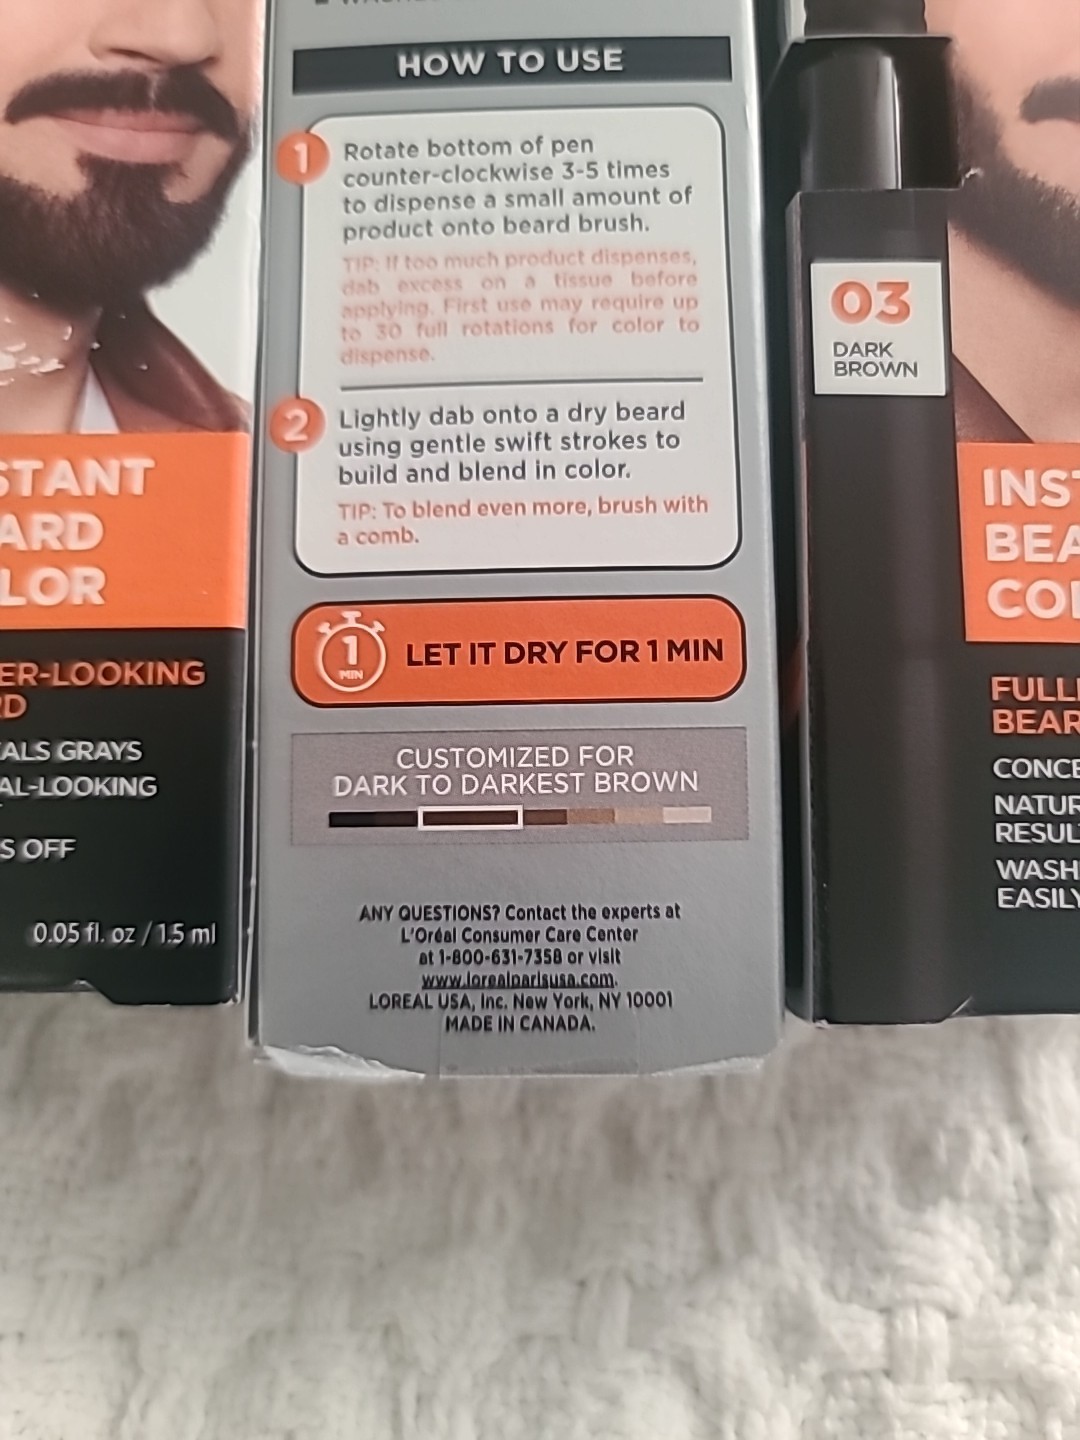 HOW TO USE
1
Rotate bottom of pen
counter-clockwise 3-5 times
to dispense a small amount of
product onto beard brush.
TIP: If too much product dispenses,
dab excess on a tissue before
applying. First use may require up
to 30 full rotations for color to
dispense.
2
Lightly dab onto a dry beard
using gentle swift strokes to
build and blend in color.
TIP: To blend even more, brush with
a comb.
1
MIN
LET IT DRY FOR 1 MIN
CUSTOMIZED FOR
DARK TO DARKEST BROWN
ANY QUESTIONS? Contact the experts at
L'Oréal Consumer Care Center
at 1-800-631-7358 or visit
www.lorealparisusa.com.
LOREAL USA, Inc. New York, NY 10001
MADE IN CANADA.
STANT
ARD
LOR
ER-LOOKING
RD
ALS GRAYS
AL-LOOKING
S OFF
0.05 fl. oz / 1.5 ml
03
DARK
BROWN
INST
BEA
COL
FULL
BEAR
CONCE
NATUR
RESUL
WASH
EASILY